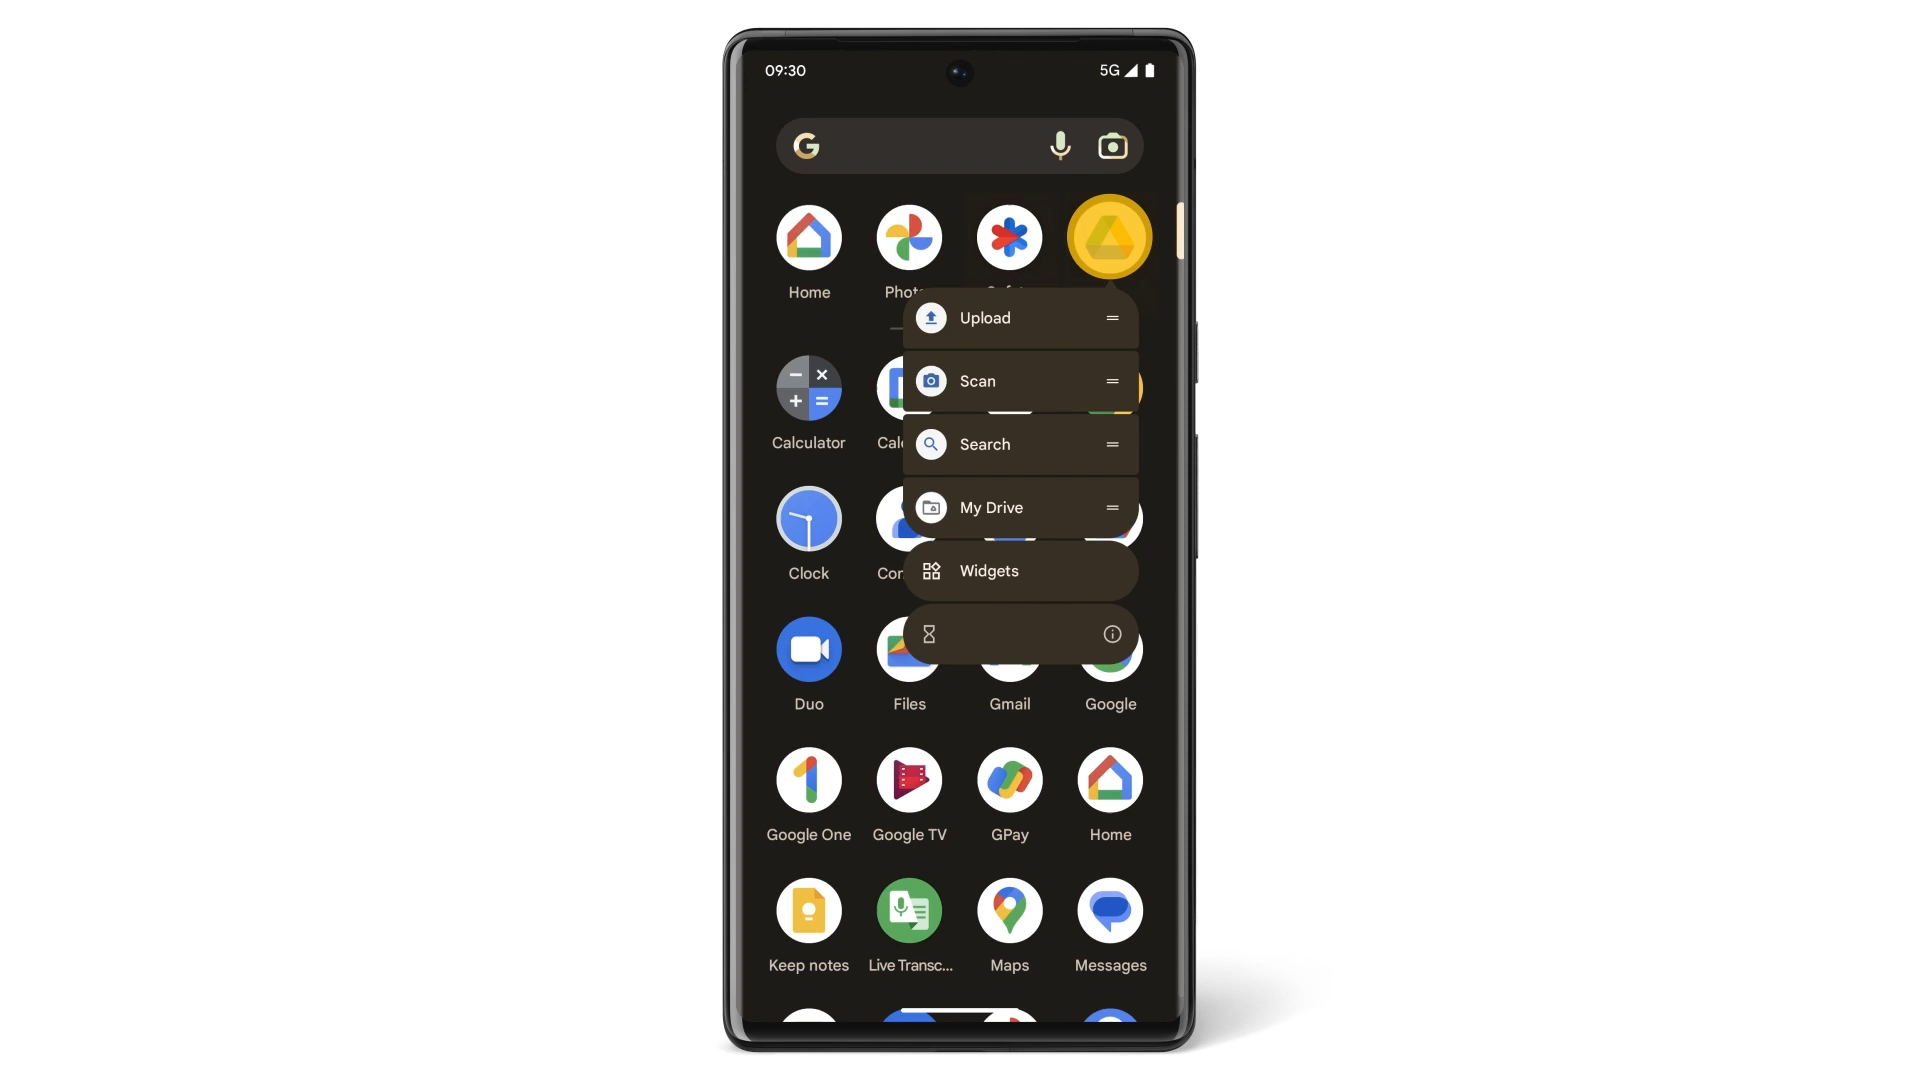 09:30
5G
Home
Upload
Scan
Calculator
Search
My Drive
Clock
Widgets
Duo
Files
Gmail
Google
Google One
Google TV
GPay
Home
Keep notes
Live Transc...
Maps
Messages